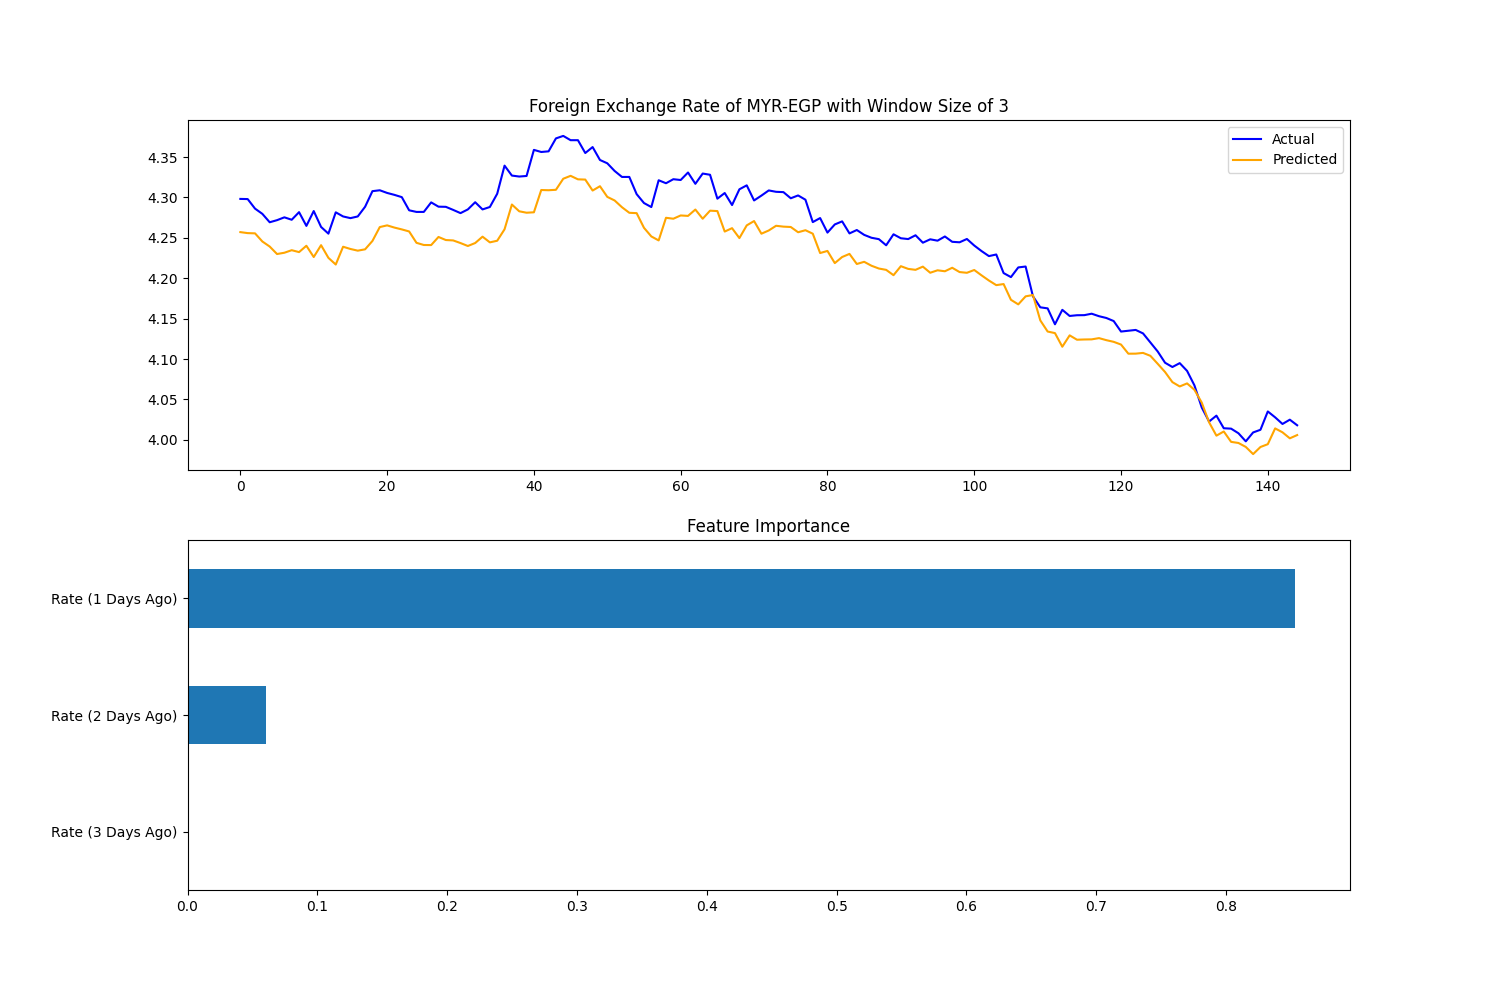 Foreign Exchange Rate of MYR-EGP with Window Size of 3
Actual
Predicted
4.35
4.30
4.25
4.20
4.15
4.10
4.05
4.00
0 20 40 60 80 100 120 140
Feature Importance
Rate (1 Days Ago)
Rate (2 Days Ago)
Rate (3 Days Ago)
0.0 0.1 0.2 0.3 0.4 0.5 0.6 0.7 0.8